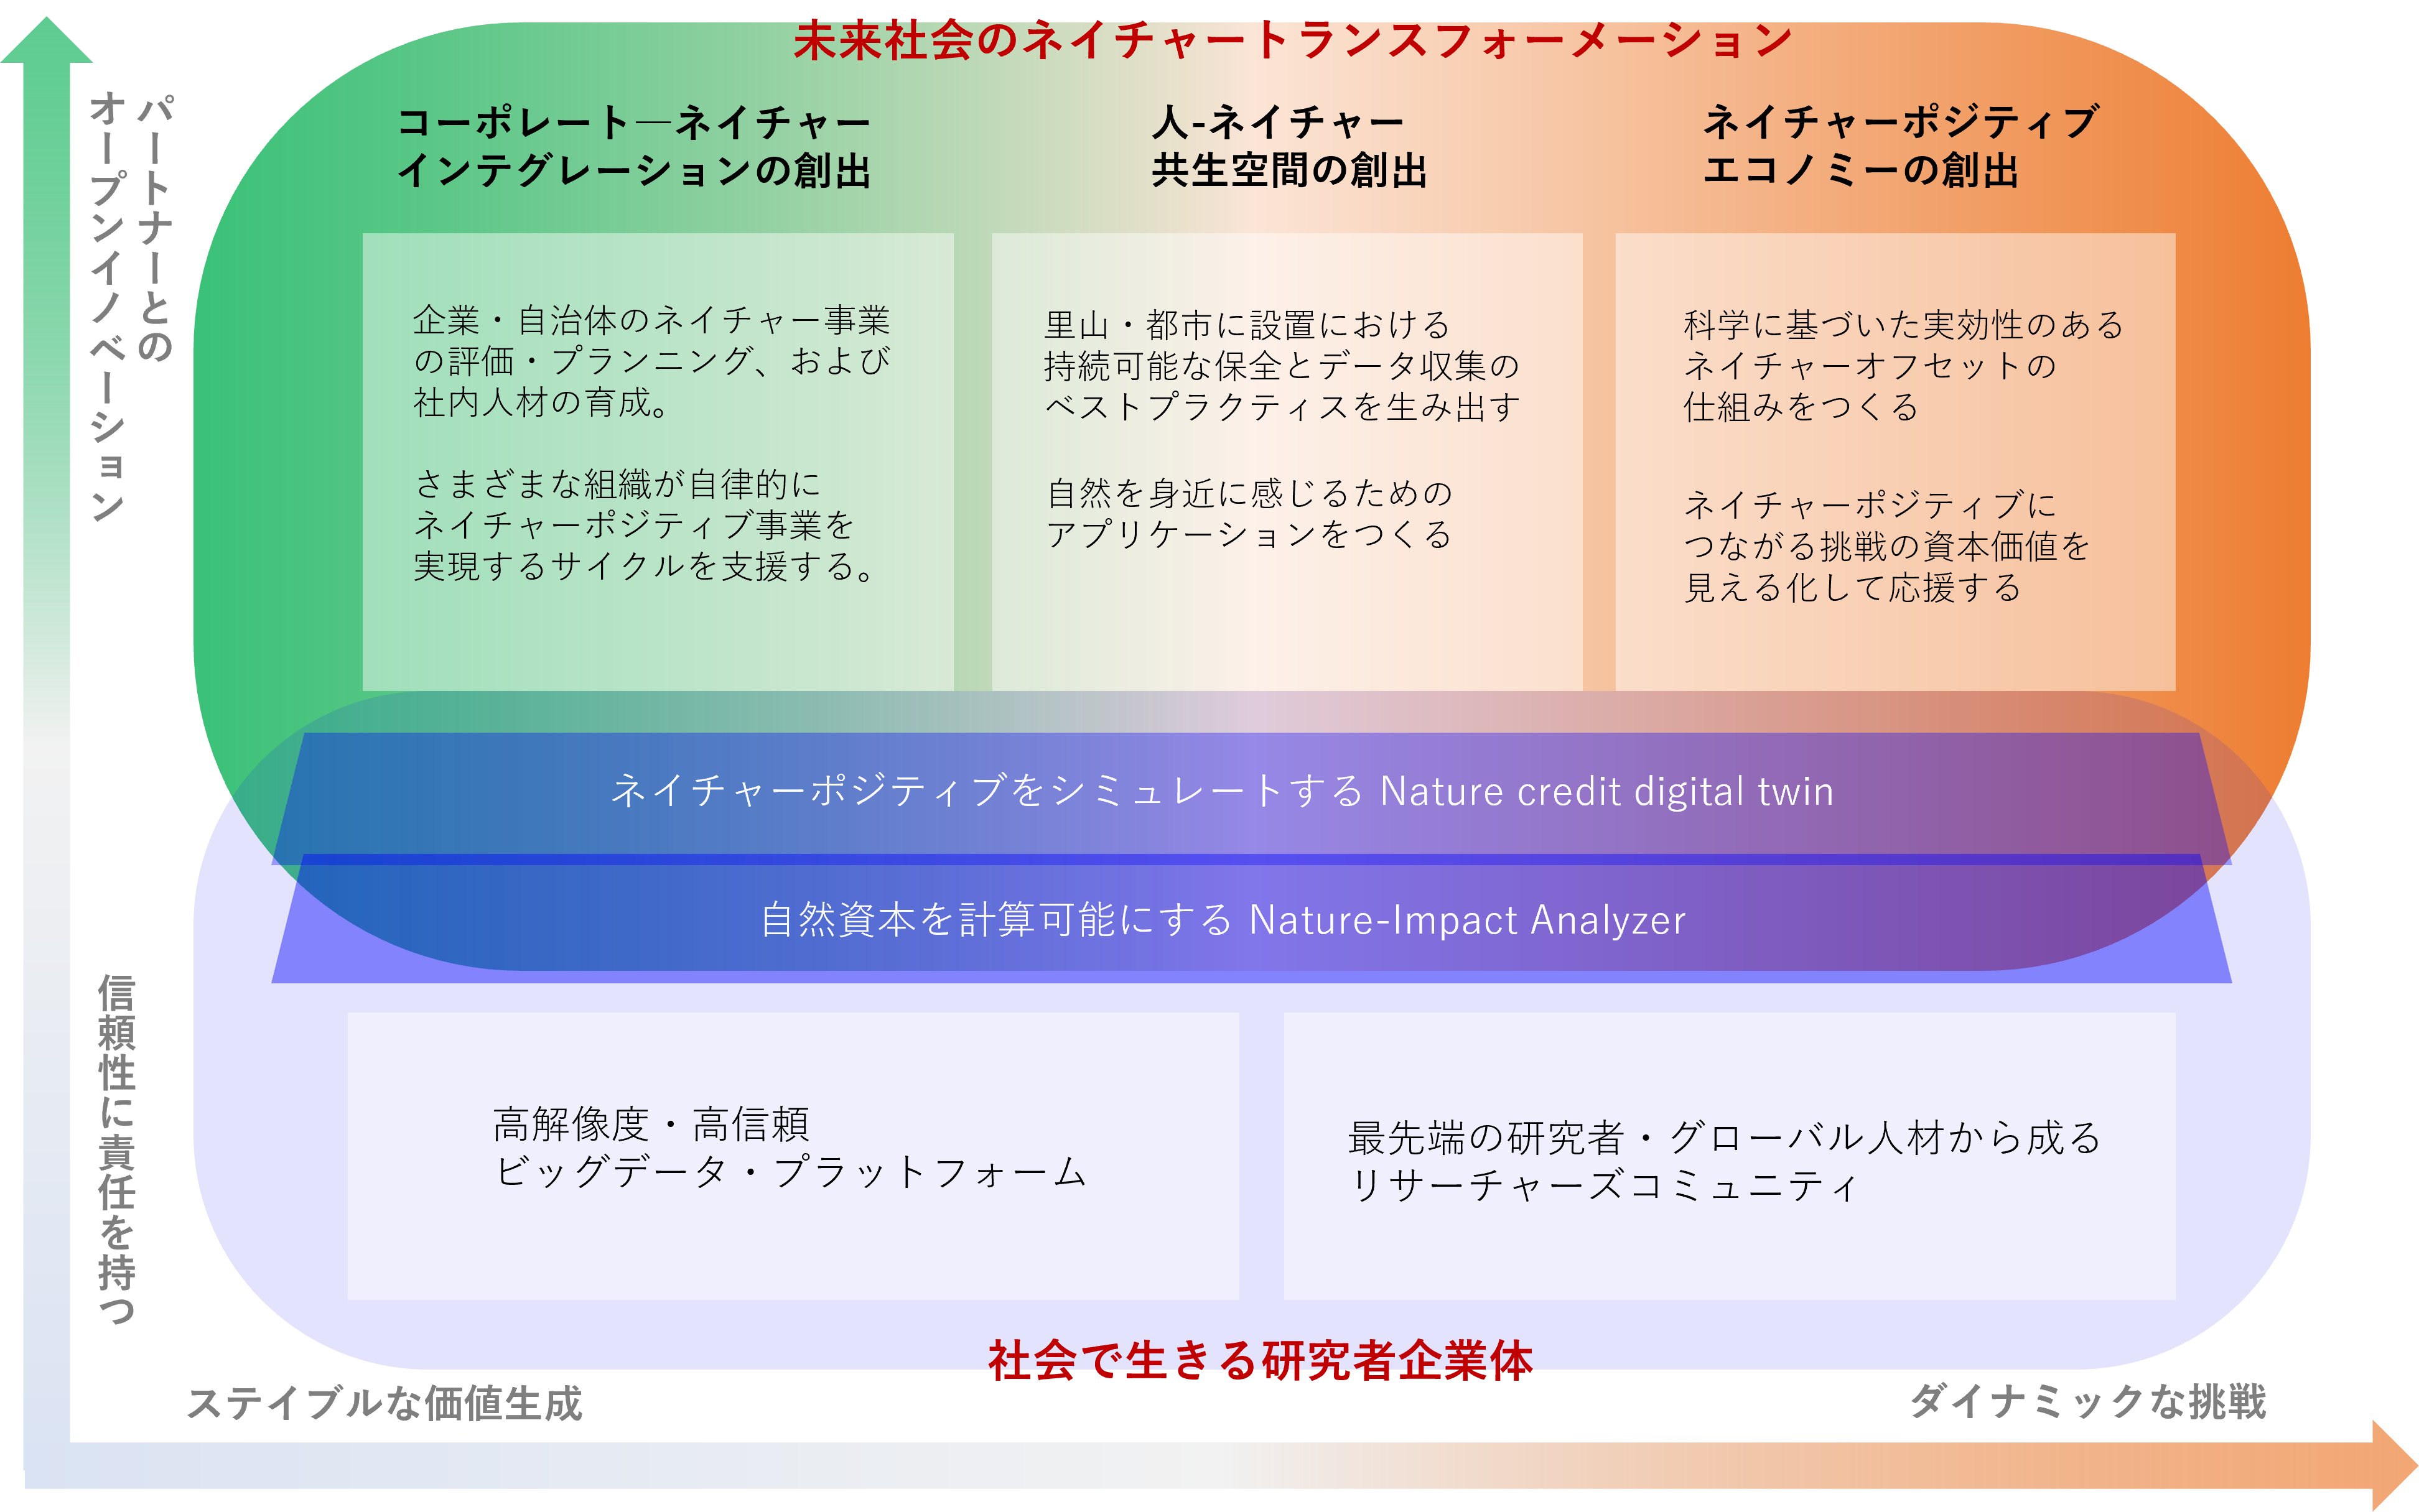 未来社会のネイチャートランスフォーメーション
パートナーとの
オープンイノベーション
コーポレート―ネイチャー
インテグレーションの創出
企業・自治体のネイチャー事業
の評価・プランニング、および
社内人材の育成。
さまざまな組織が自律的に
ネイチャーポジティブ事業を
実現するサイクルを支援する。
人-ネイチャー
共生空間の創出
里山・都市に設置における
持続可能な保全とデータ収集の
ベストプラクティスを生み出す
自然を身近に感じるための
アプリケーションをつくる
ネイチャーポジティブ
エコノミーの創出
科学に基づいた実効性のある
ネイチャーオフセットの
仕組みをつくる
ネイチャーポジティブに
つながる挑戦の資本価値を
見える化して応援する
ネイチャーポジティブをシミュレートする Nature credit digital twin
自然資本を計算可能にする Nature-Impact Analyzer
信頼性に責任を持つ
高解像度・高信頼
ビッグデータ・プラットフォーム
最先端の研究者・グローバル人材から成る
リサーチャーズコミュニティ
社会で生きる研究者企業体
ステイブルな価値生成
ダイナミックな挑戦